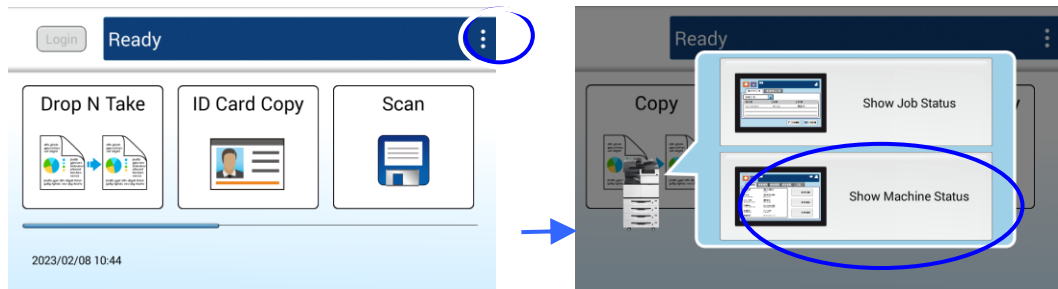 Login
Ready
Drop N Take
ID Card Copy
Scan
2023/02/08 10:44
Ready
Copy
Show Job Status
Show Machine Status